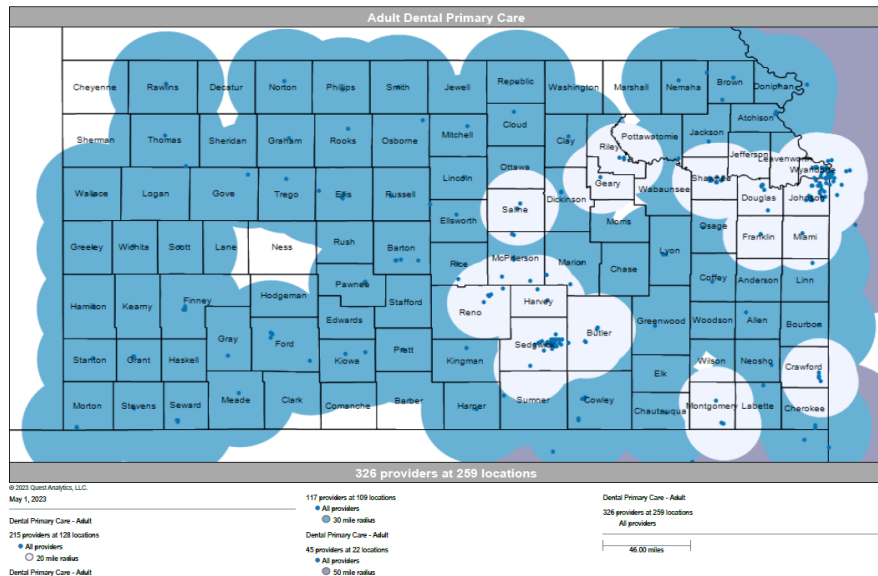 Adult Dental Primary Care
Cheyenne Rawlins Decatur Norton Phillips Smith Jewell Republic Washington Marshall Nemaha Brown Doniphan
Sherman Thomas Sheridan Graham Rooks Osborne Mitchell Cloud Clay Riley Pottawatomie Jackson Atchison
Jefferson Leavenworth Wyandotte
Wallace Logan Gove Trego Ellis Russell Lincoln Ottawa Saline Dickinson Geary Wabaunsee Shawnee Douglas Johnson
Greeley Wichita Scott Lane Ness Rush Barton Ellsworth Rice McPherson Marion Morris Chase Lyon Osage Franklin Miami
Hamilton Kearny Finney Hodgeman Pawnee Stafford Reno Harvey Coffey Anderson Linn
Gray Ford Edwards Sedgwick Butler Greenwood Woodson Allen Bourbon
Stanton Grant Haskell Kiowa Pratt Kingman Elk Wilson Neosho Crawford
Morton Stevens Seward Meade Clark Comanche Barber Harper Sumner Cowley Chautauqua Montgomery Labette Cherokee
326 providers at 259 locations
© 2023 Quest Analytics, LLC.
May 1, 2023
Dental Primary Care - Adult
215 providers at 128 locations
All providers
20 mile radius
Dental Primary Care - Adult
117 providers at 109 locations
All providers
30 mile radius
Dental Primary Care - Adult
45 providers at 22 locations
All providers
50 mile radius
Dental Primary Care - Adult
326 providers at 259 locations
All providers
46.00 miles